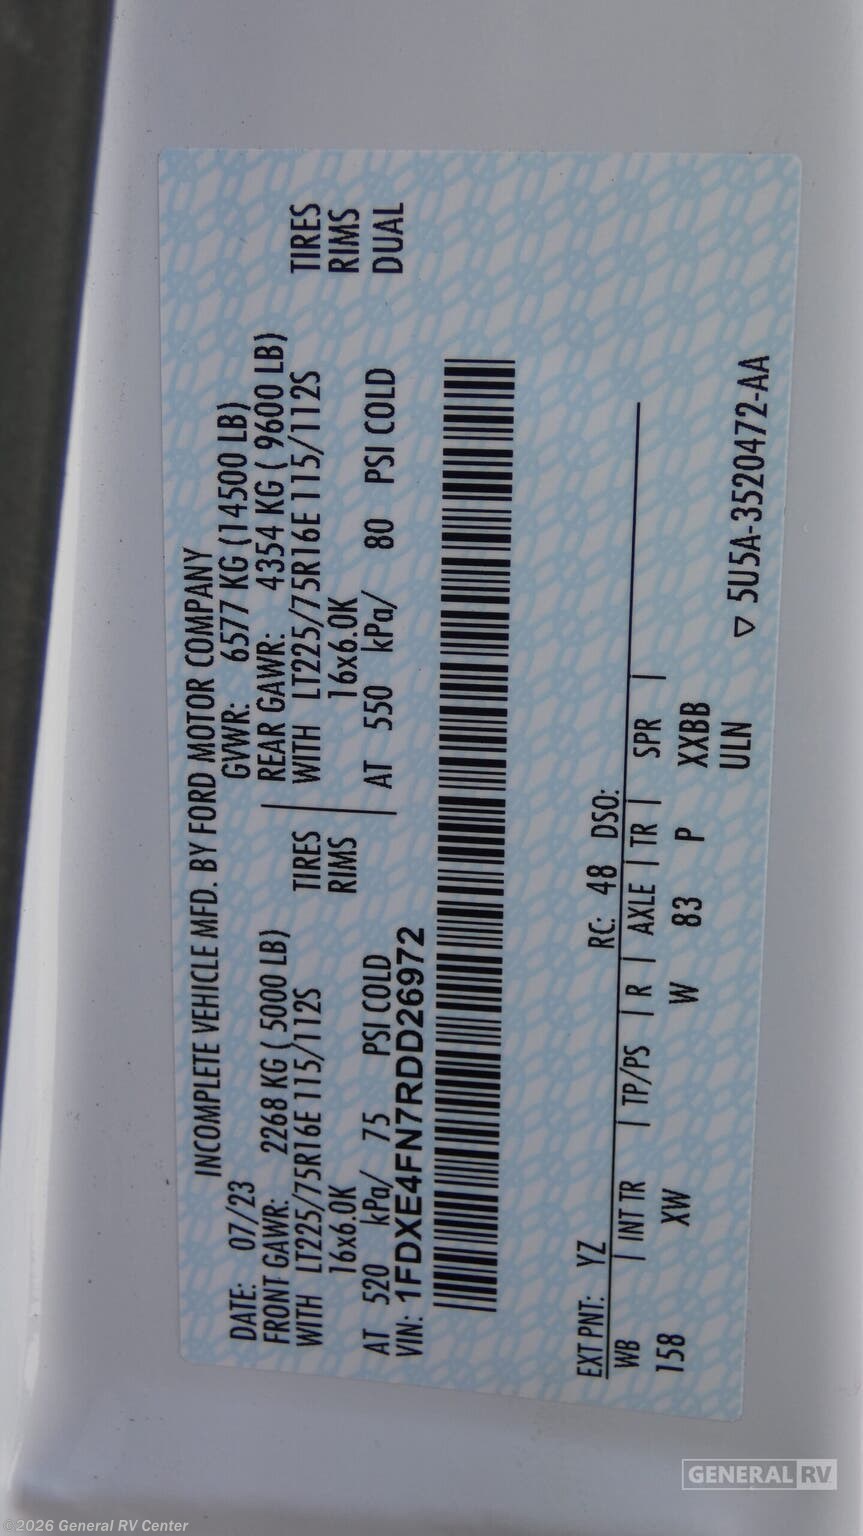 INCOMPLETE VEHICLE MFD. BY FORD MOTOR COMPANY
DATE: 07/23 GVWR: 6577 KG (14500 LB)
FRONT GAWR: 2268 KG ( 5000 LB) REAR GAWR: 4354 KG ( 9600 LB)
WITH LT225/75R16E 115/112S TIRES WITH LT225/75R16E 115/112S TIRES
16x6.0K RIMS 16x6.0K RIMS
AT 520 kPa/ 75 PSI COLD AT 550 kPa/ 80 PSI COLD DUAL
VIN: 1FDXE4FN7RDD26972
EXT PNT: YZ RC: 48 DSO:
WB | INT TR | TP/PS | R | AXLE | TR | SPR |
158 XW W 83 P XXBB
ULN
▽ 5U5A-3520472-AA
GENERAL RV
©2026 General RV Center